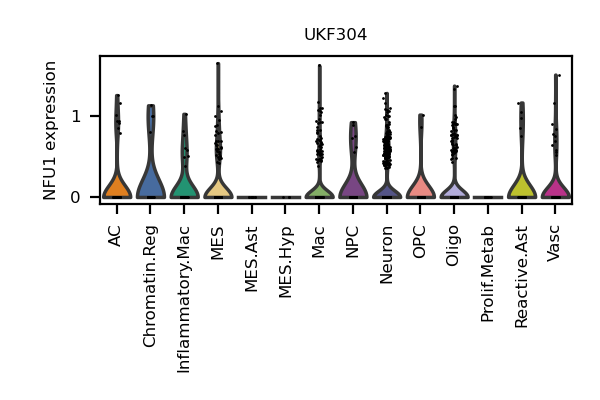 UKF304
NFU1 expression
1
0
AC
Chromatin.Reg
Inflammatory.Mac
MES
MES.Ast
MES.Hyp
Mac
NPC
Neuron
OPC
Oligo
Prolif.Metab
Reactive.Ast
Vasc